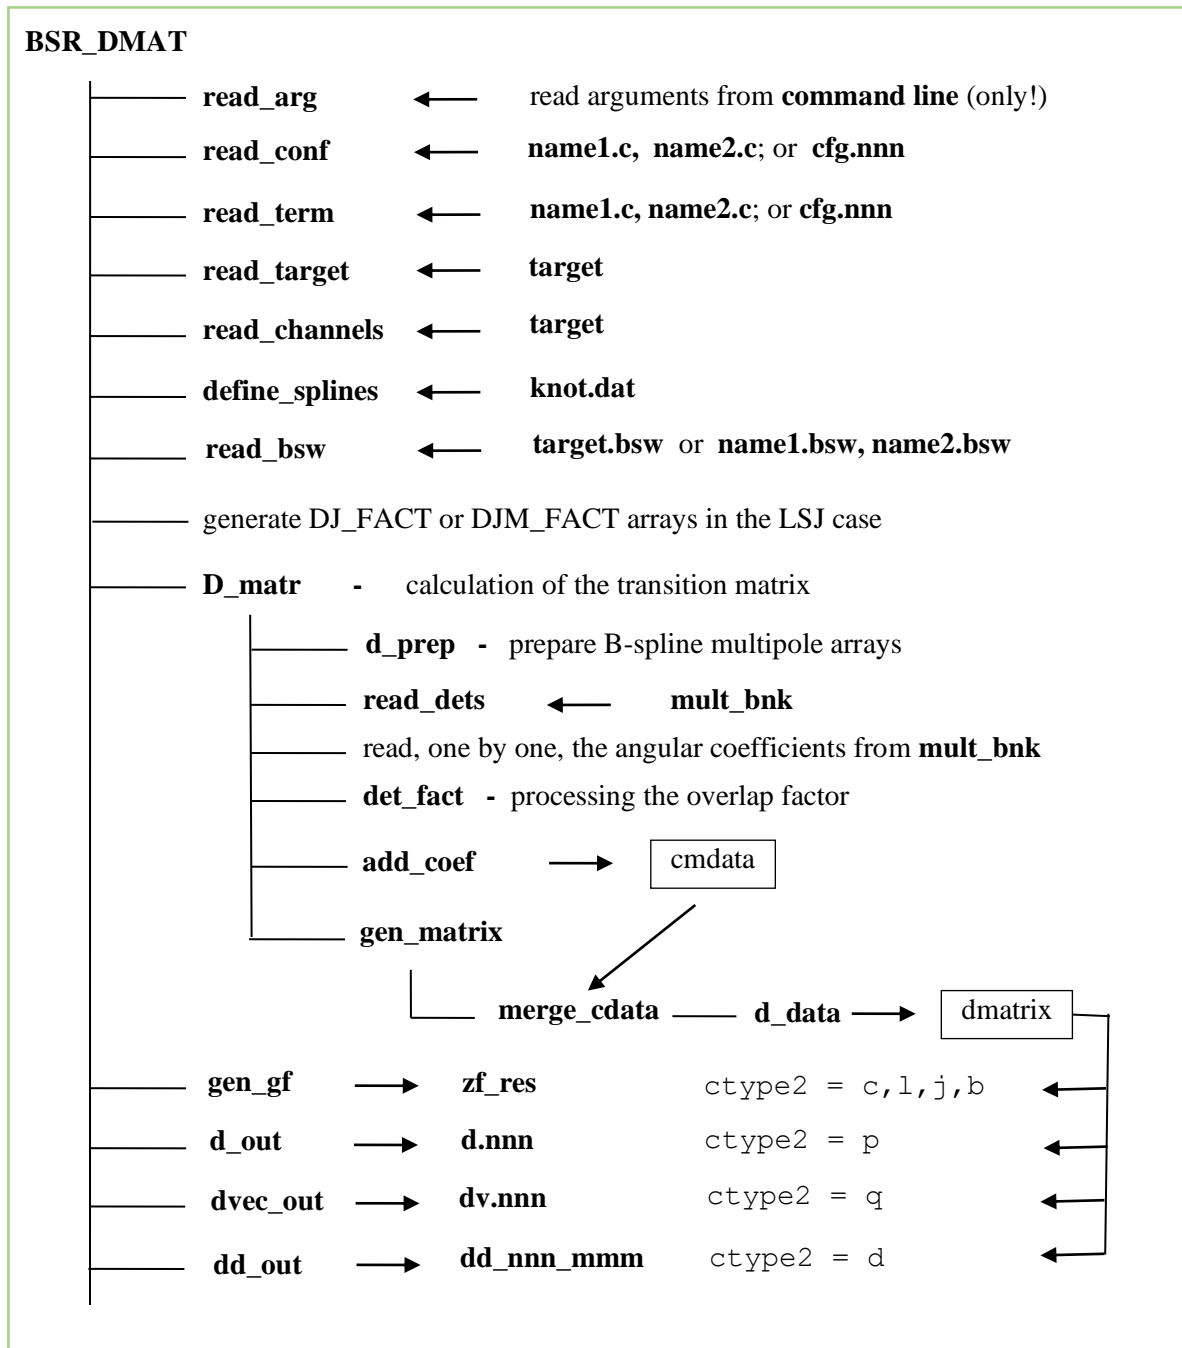 BSR_DMAT
read_arg read arguments from command line (only!)
read_conf name1.c, name2.c; or cfg.nnn
read_term name1.c, name2.c; or cfg.nnn
read_target target
read_channels target
define_splines knot.dat
read_bsw target.bsw or name1.bsw, name2.bsw
generate DJ_FACT or DJM_FACT arrays in the LSJ case
D_matr - calculation of the transition matrix
d_prep - prepare B-spline multipole arrays
read_dets mult_bnk
read, one by one, the angular coefficients from mult_bnk
det_fact - processing the overlap factor
add_coef cmdata
gen_matrix
merge_cdata d_data dmatrix
gen_gf zf_res ctype2 = c,l,j,b
d_out d.nnn ctype2 = p
dvec_out dv.nnn ctype2 = q
dd_out dd_nnn_mmm ctype2 = d